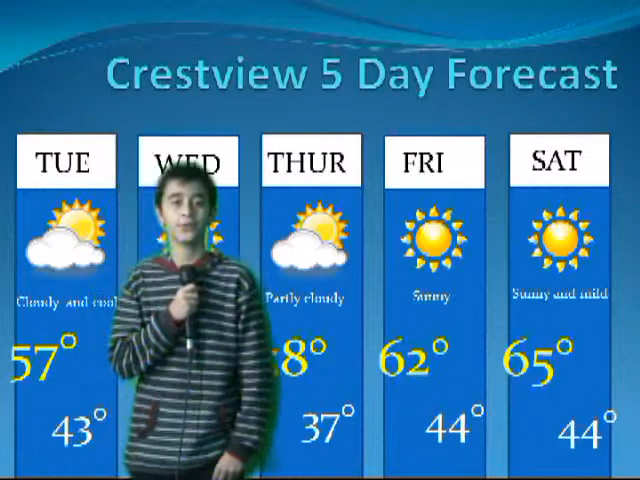 Crestview 5 Day Forecast
TUE WED THUR FRI SAT
Cloudy and cool Partly cloudy Sunny Sunny and mild
57° 8° 62° 65°
43° 37° 44° 44°